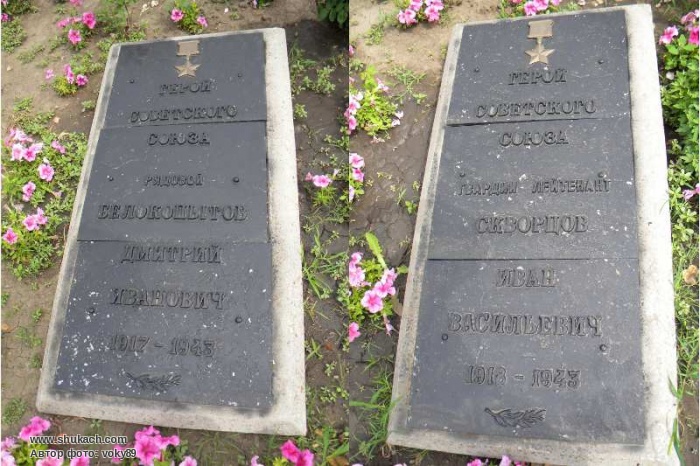 ГЕРОЙ
СОВЕТСКОГО
СОЮЗА
РЯДОВОЙ
БЕЛОКОПЫТОВ
ДМИТРИЙ
ИВАНОВИЧ
1917 - 1943
ГЕРОЙ
СОВЕТСКОГО
СОЮЗА
ГВАРДИИ ЛЕЙТЕНАНТ
СКВОРЦОВ
ИВАН
ВАСИЛЬЕВИЧ
1918 - 1943
www.shukach.com
Автор фото: voky89